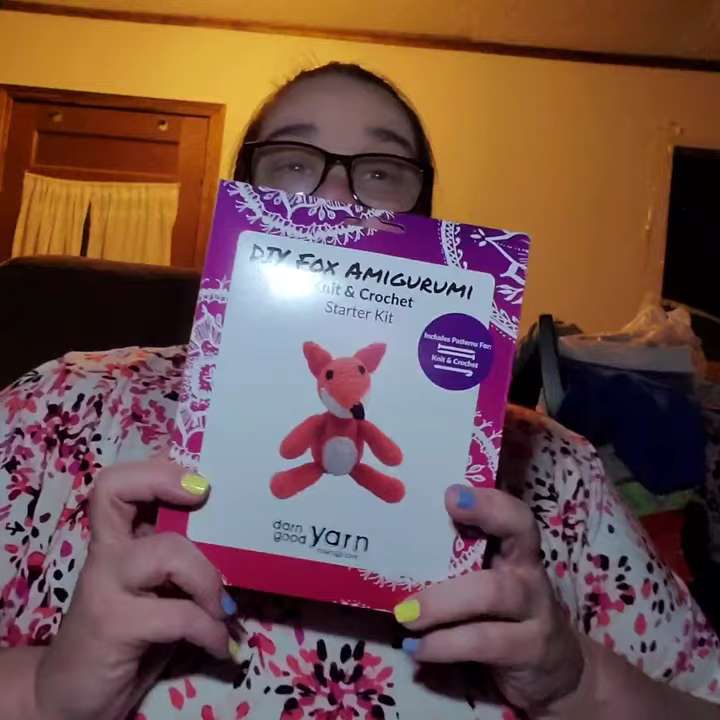 DIY FOX AMIGURUMI
Knit & Crochet
Starter Kit
Includes Patterns For:
Knit & Crochet
darn
good
yarn